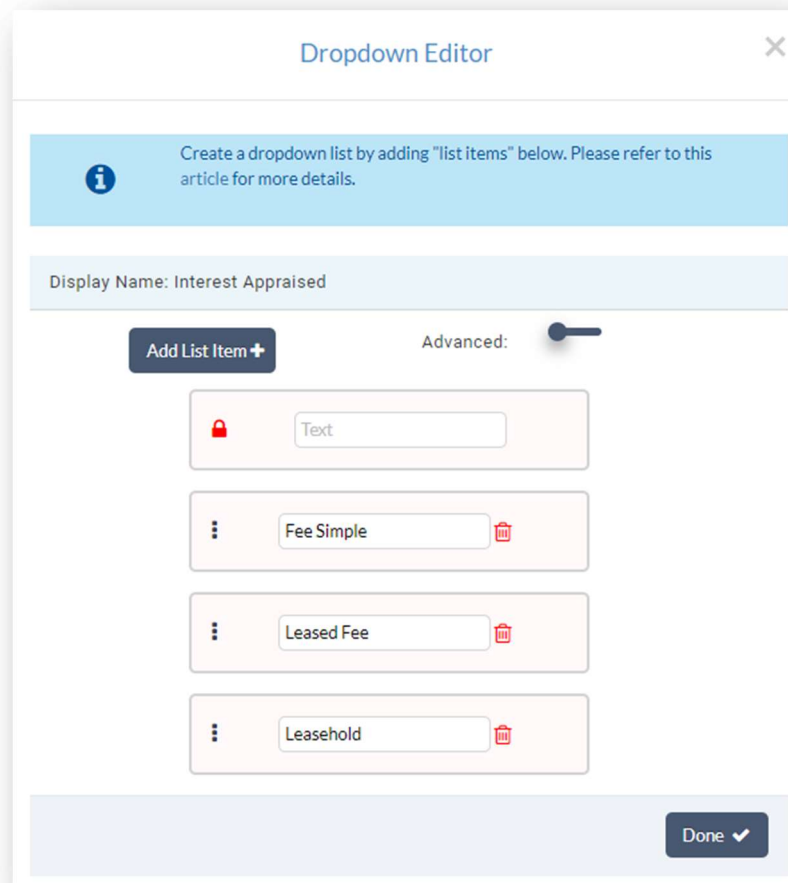 Dropdown Editor
Create a dropdown list by adding "list items" below. Please refer to this
article for more details.
Display Name: Interest Appraised
Add List Item
Advanced:
Text
Fee Simple
Leased Fee
Leasehold
Done